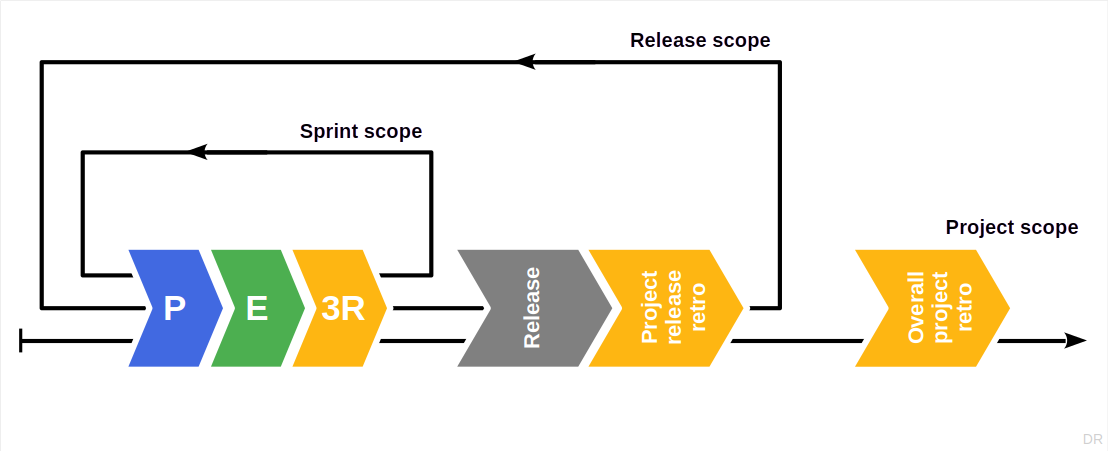 Release scope
Sprint scope
Project scope
P
E
3R
Release
Project
release
retro
Overall
project
retro
DR